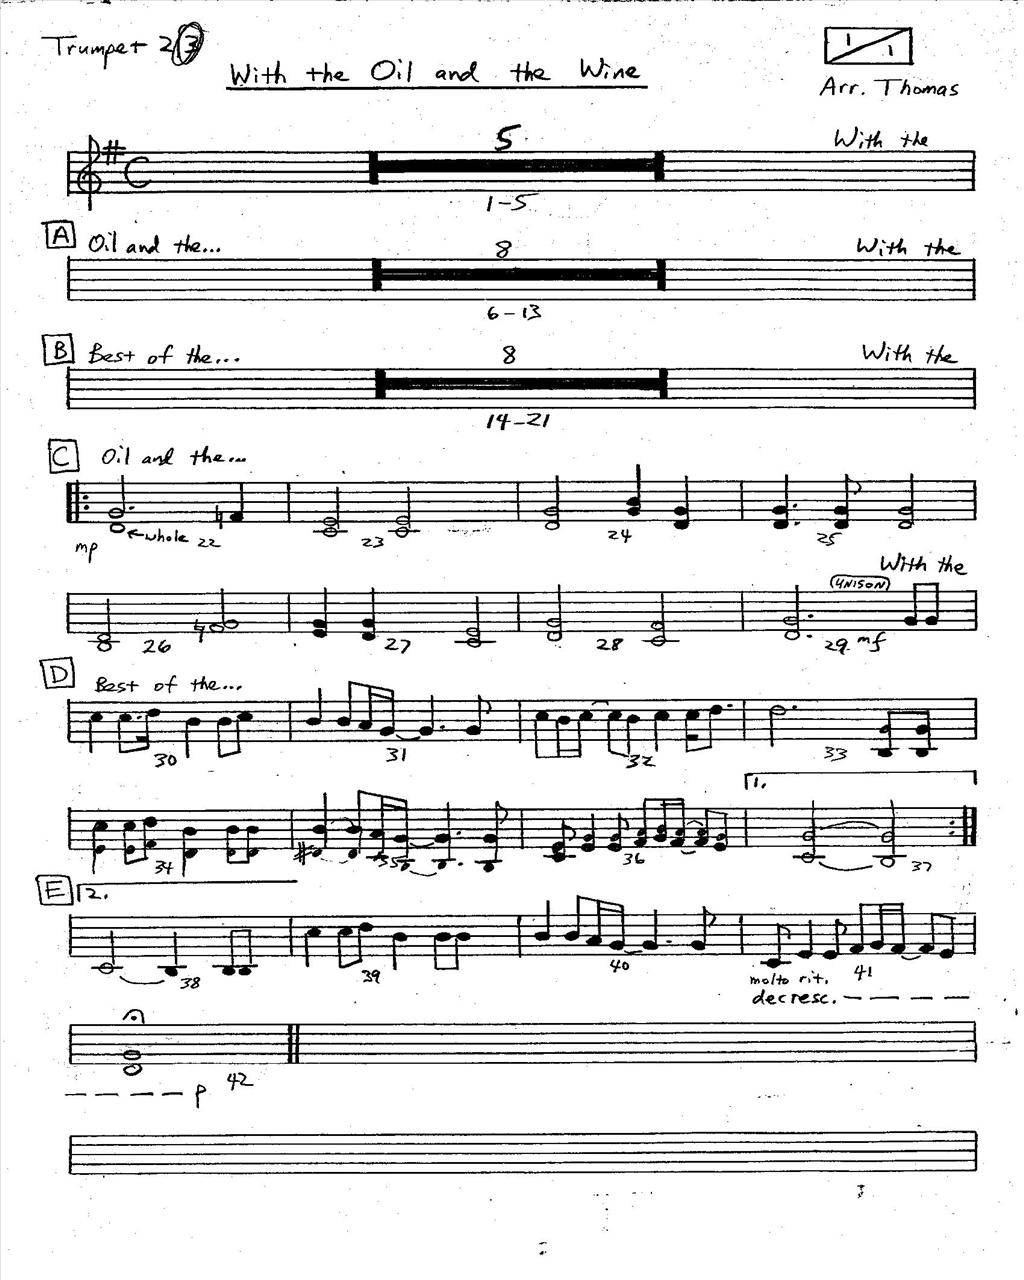 Trumpet 2 3
With the Oil and the Wine
1 / 1
Arr. Thomas
5
With the
1-5
A Oil and the...
8
With the
6-13
B Best of the...
8
With the
14-21
C Oil and the...
mp ←whole 22 23 24 25
With the
UNISON
26 27 28 29 mf
D Best of the...
30 31 32 33
1.
34 35 36 37
E 2.
38 39 40 41
molto rit.
decresc.
42
p